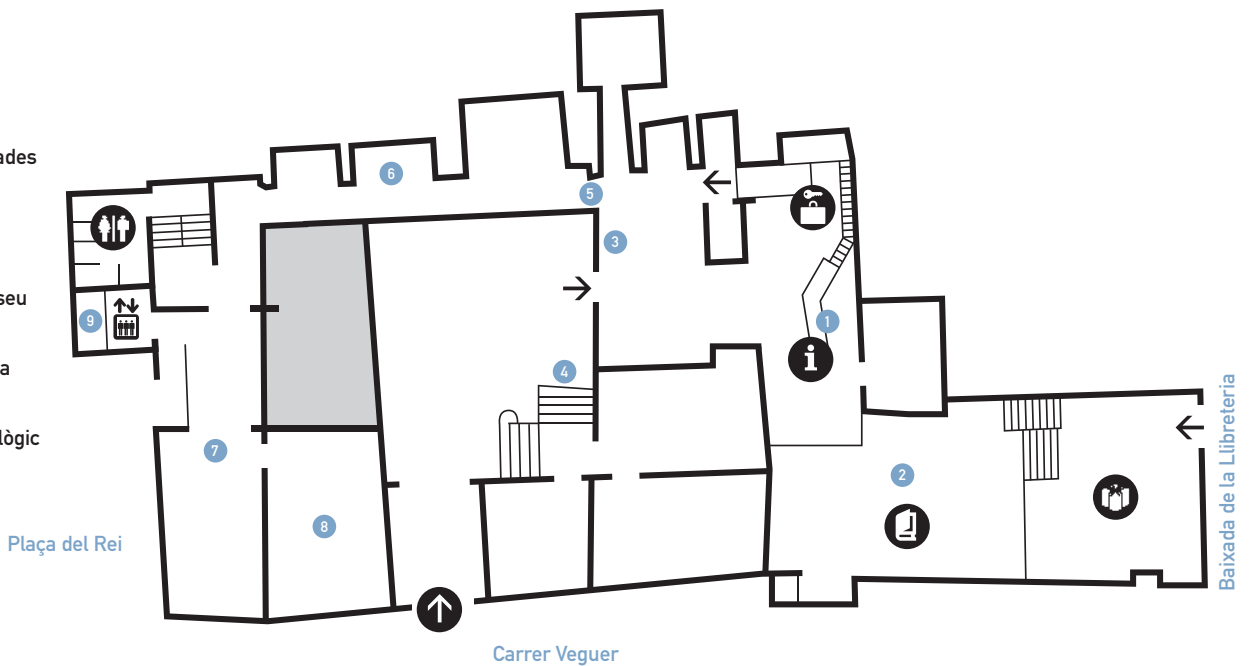 ades
seu
a
lògic
6
5
3
9
1
4
7
2
8
Plaça del Rei
Carrer Veguer
Baixada de la Llibreteria